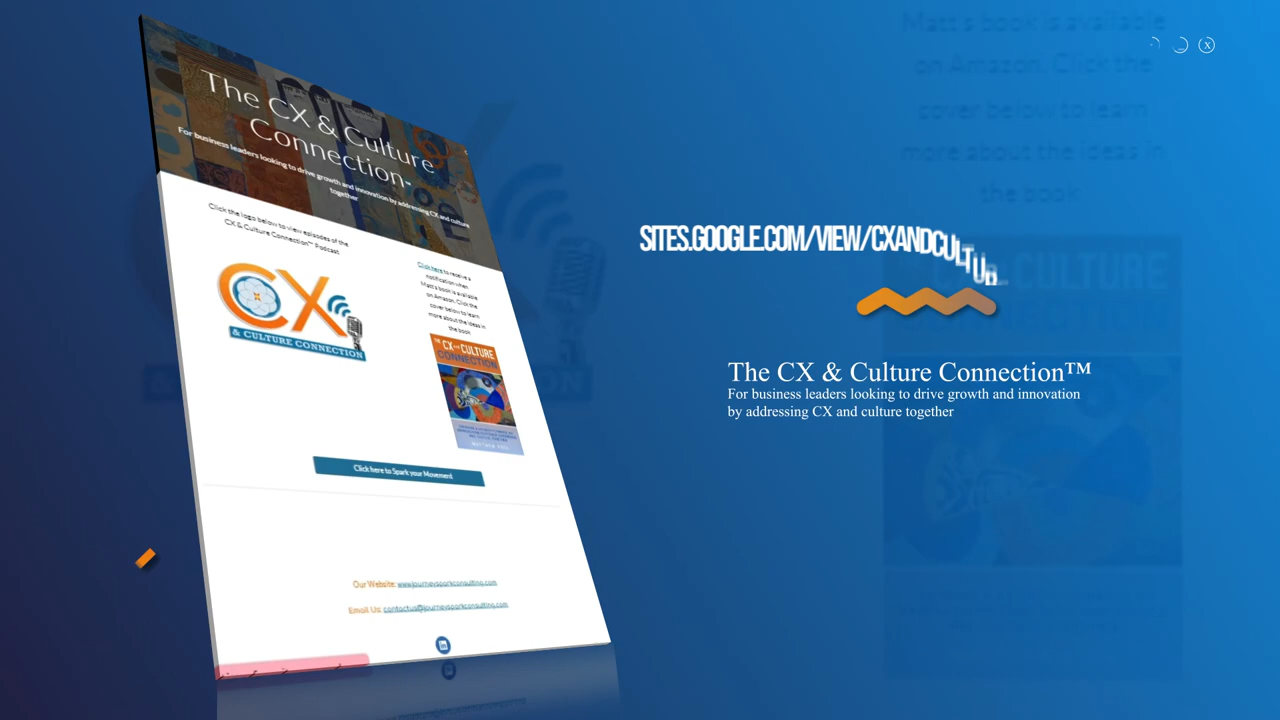 The CX & Culture
Connection-
For business leaders looking to drive growth and innovation by addressing CX and culture
together
Click the logo below to view episodes of the
CX & Culture Connection™ Podcast
CX
& CULTURE CONNECTION
Click here to receive a
notification when
Matt's book is available
on Amazon. Click the
cover below to learn
more about the ideas in
the book
THE CX AND CULTURE
CONNECTION
Click here to Spark your Movement
Our Website: www.journeysparkconsulting.com
Email Us: contactus@journeysparkconsulting.com
in
Matt's book is available
on Amazon. Click the
cover below to learn
more about the ideas in
the book
X
SITES.GOOGLE.COM/VIEW/CXANDCULTUR
The CX & Culture Connection™
For business leaders looking to drive growth and innovation
by addressing CX and culture together